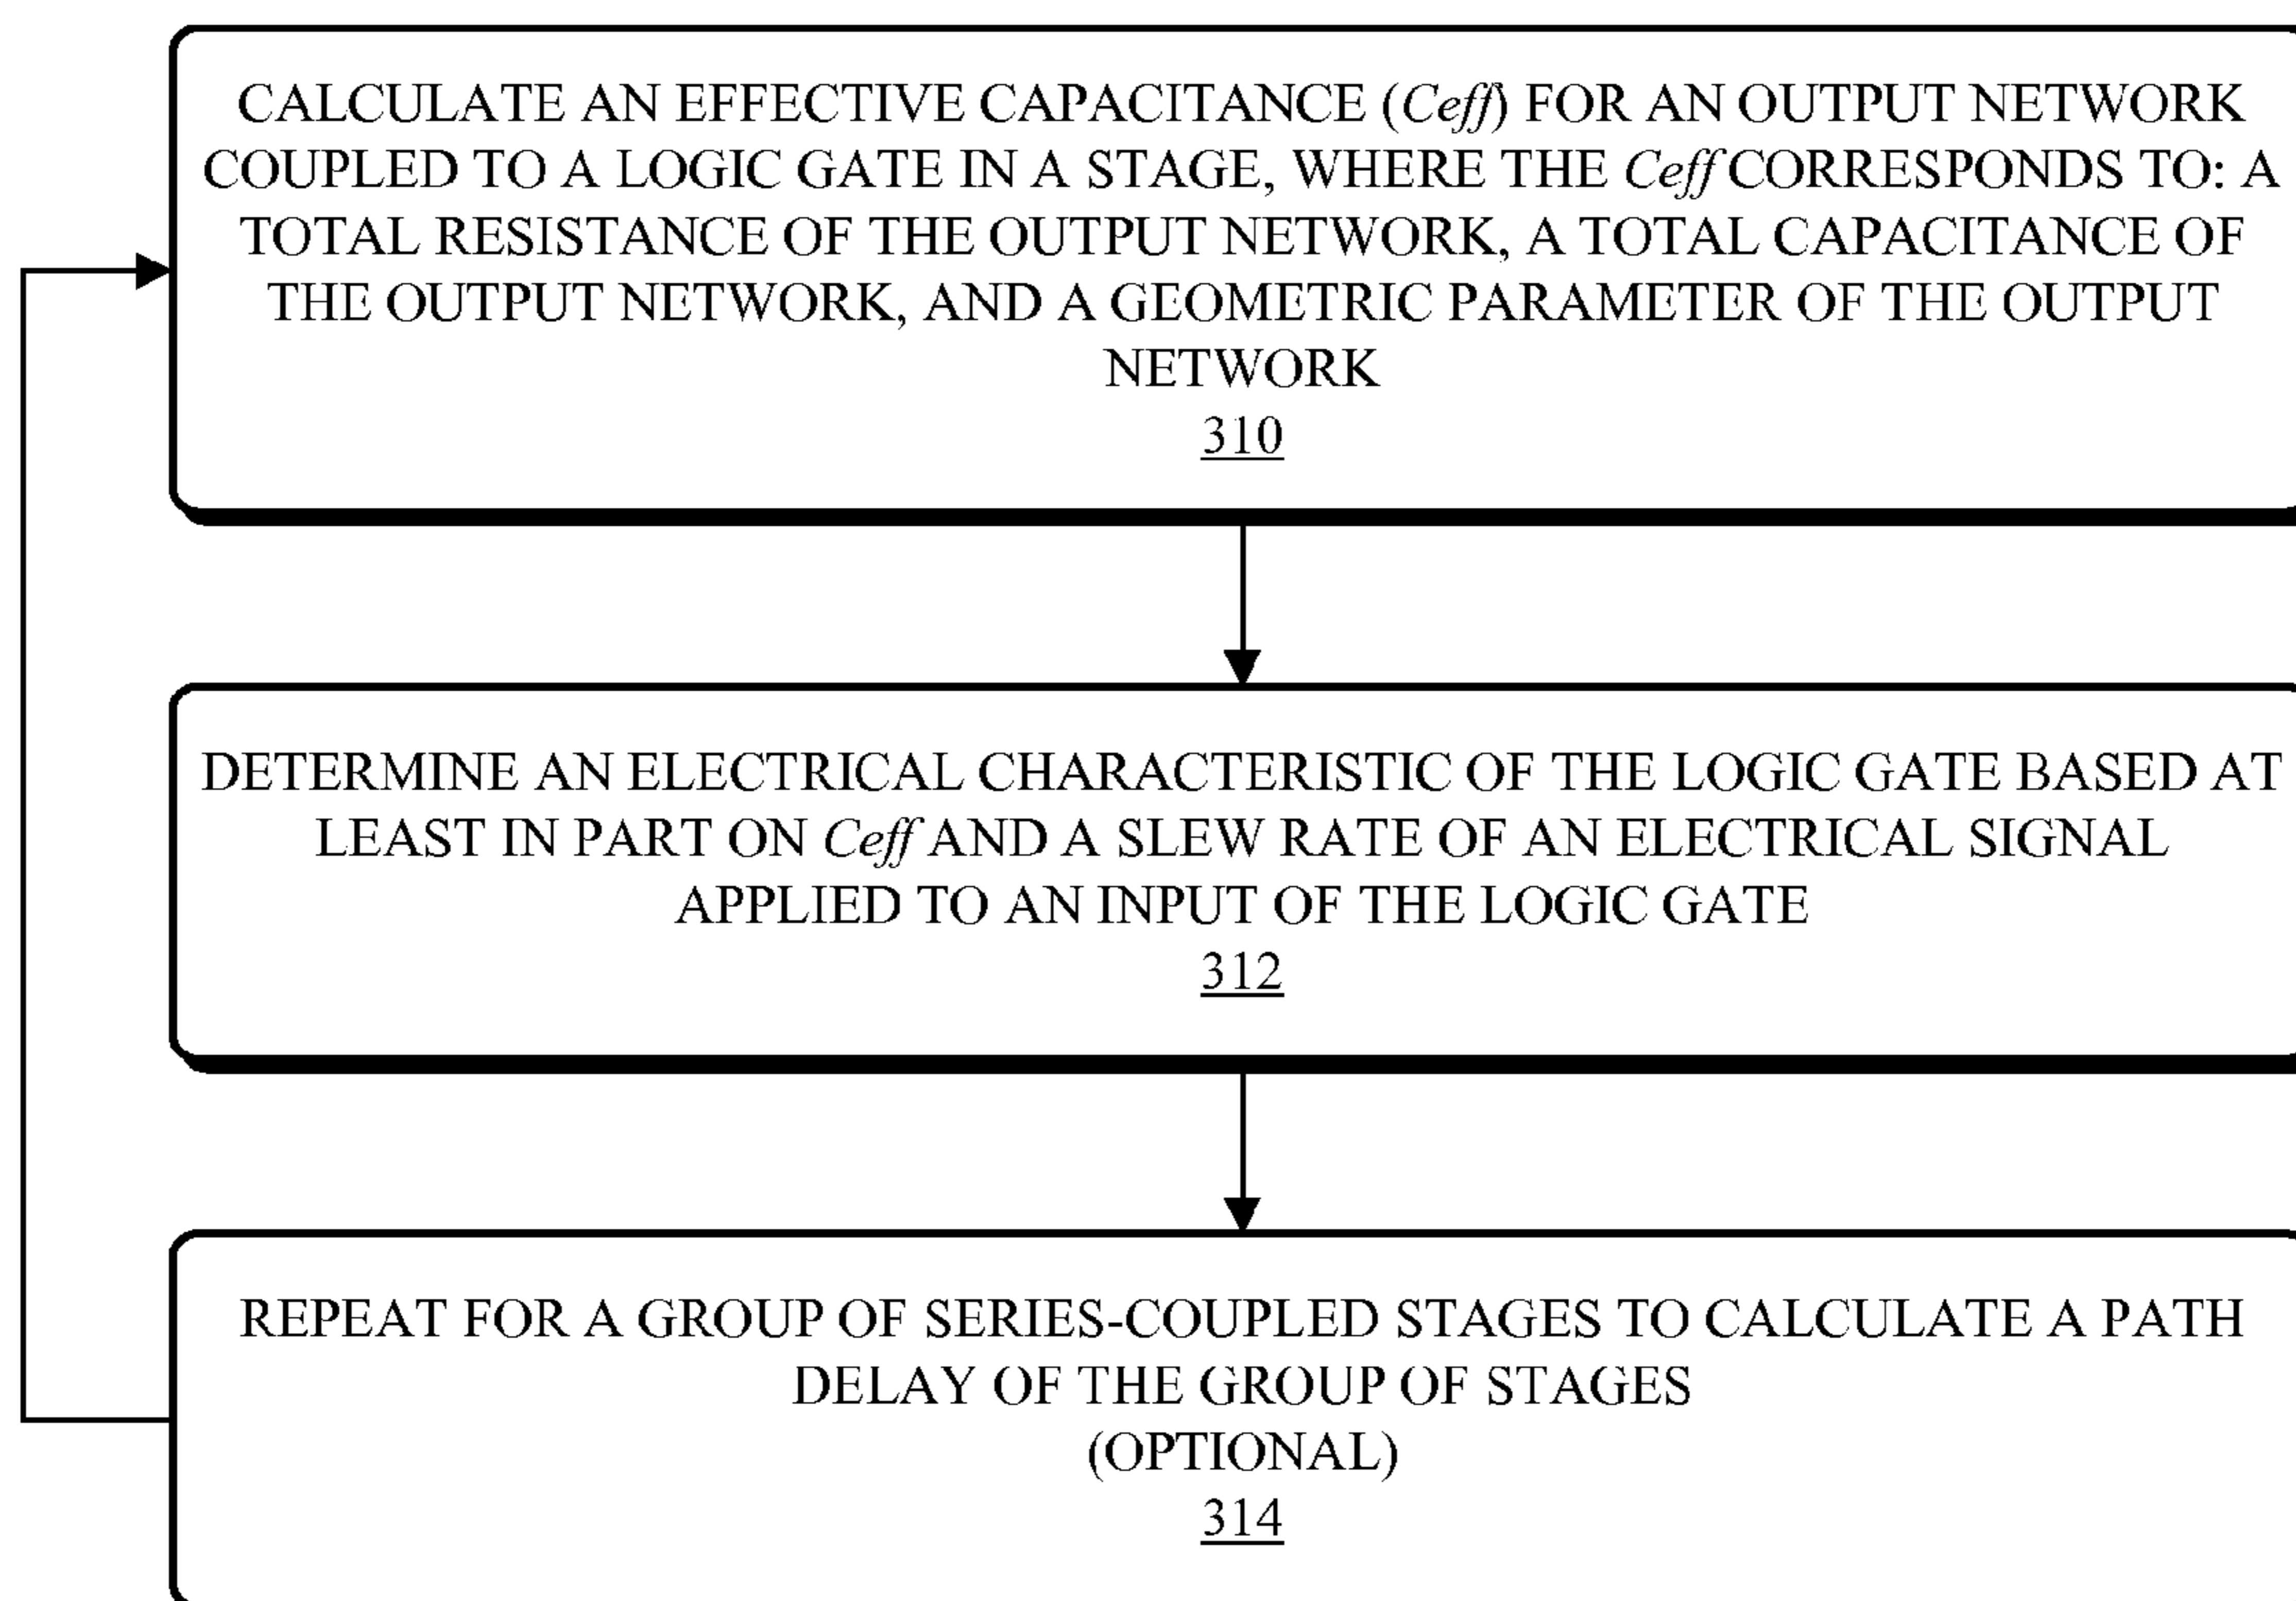 CALCULATE AN EFFECTIVE CAPACITANCE (Ceff) FOR AN OUTPUT NETWORK
COUPLED TO A LOGIC GATE IN A STAGE, WHERE THE Ceff CORRESPONDS TO: A
TOTAL RESISTANCE OF THE OUTPUT NETWORK, A TOTAL CAPACITANCE OF
THE OUTPUT NETWORK, AND A GEOMETRIC PARAMETER OF THE OUTPUT
NETWORK
310
DETERMINE AN ELECTRICAL CHARACTERISTIC OF THE LOGIC GATE BASED AT
LEAST IN PART ON Ceff AND A SLEW RATE OF AN ELECTRICAL SIGNAL
APPLIED TO AN INPUT OF THE LOGIC GATE
312
REPEAT FOR A GROUP OF SERIES-COUPLED STAGES TO CALCULATE A PATH
DELAY OF THE GROUP OF STAGES
(OPTIONAL)
314